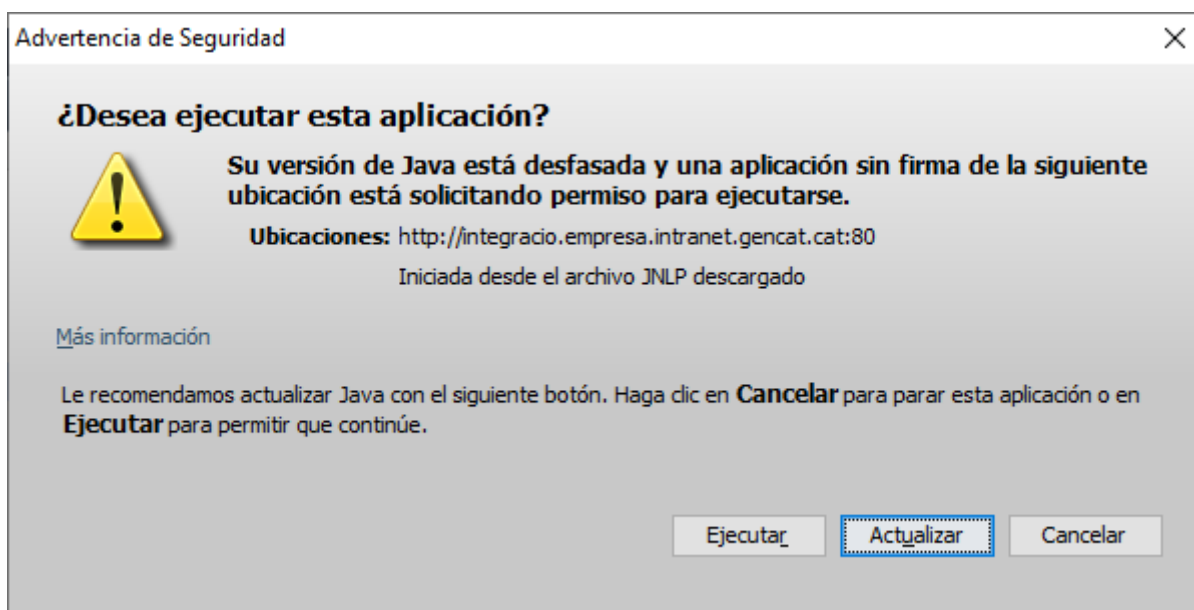 Advertencia de Seguridad
¿Desea ejecutar esta aplicación?
Su versión de Java está desfasada y una aplicación sin firma de la siguiente
ubicación está solicitando permiso para ejecutarse.
Ubicaciones: http://integracio.empresa.intranet.gencat.cat:80
Iniciada desde el archivo JNLP descargado
Más información
Le recomendamos actualizar Java con el siguiente botón. Haga clic en Cancelar para parar esta aplicación o en
Ejecutar para permitir que continúe.
Ejecutar Actualizar Cancelar